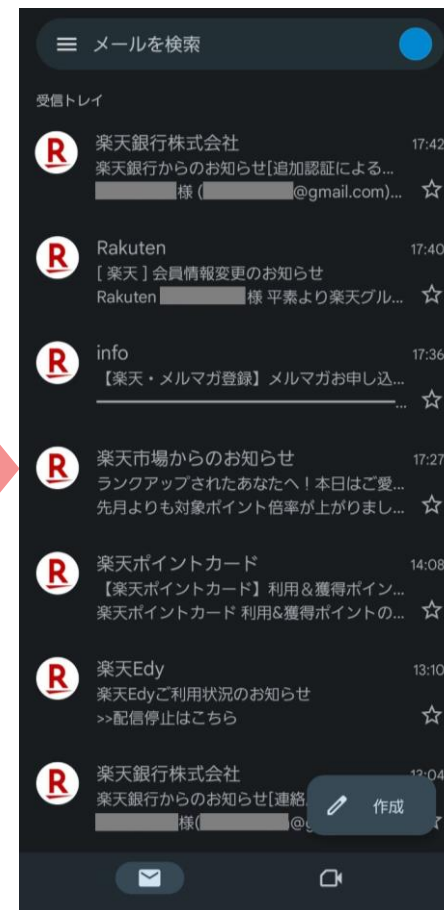 メールを検索
受信トレイ
R
楽天銀行株式会社 17:42
楽天銀行からのお知らせ[追加認証による...
様 ( @gmail.com)...
R
Rakuten 17:40
[ 楽天 ] 会員情報変更のお知らせ
Rakuten 様 平素より楽天グル...
R
info 17:36
【楽天・メルマガ登録】メルマガお申し込...
...
R
楽天市場からのお知らせ 17:27
ランクアップされたあなたへ！本日はご愛...
先月よりも対象ポイント倍率が上がりまし...
R
楽天ポイントカード 14:08
【楽天ポイントカード】利用＆獲得ポイン...
楽天ポイントカード 利用&獲得ポイントの...
R
楽天Edy 13:10
楽天Edyご利用状況のお知らせ
>>配信停止はこちら
R
楽天銀行株式会社 13:04
楽天銀行からのお知らせ[連絡
様( @
作成